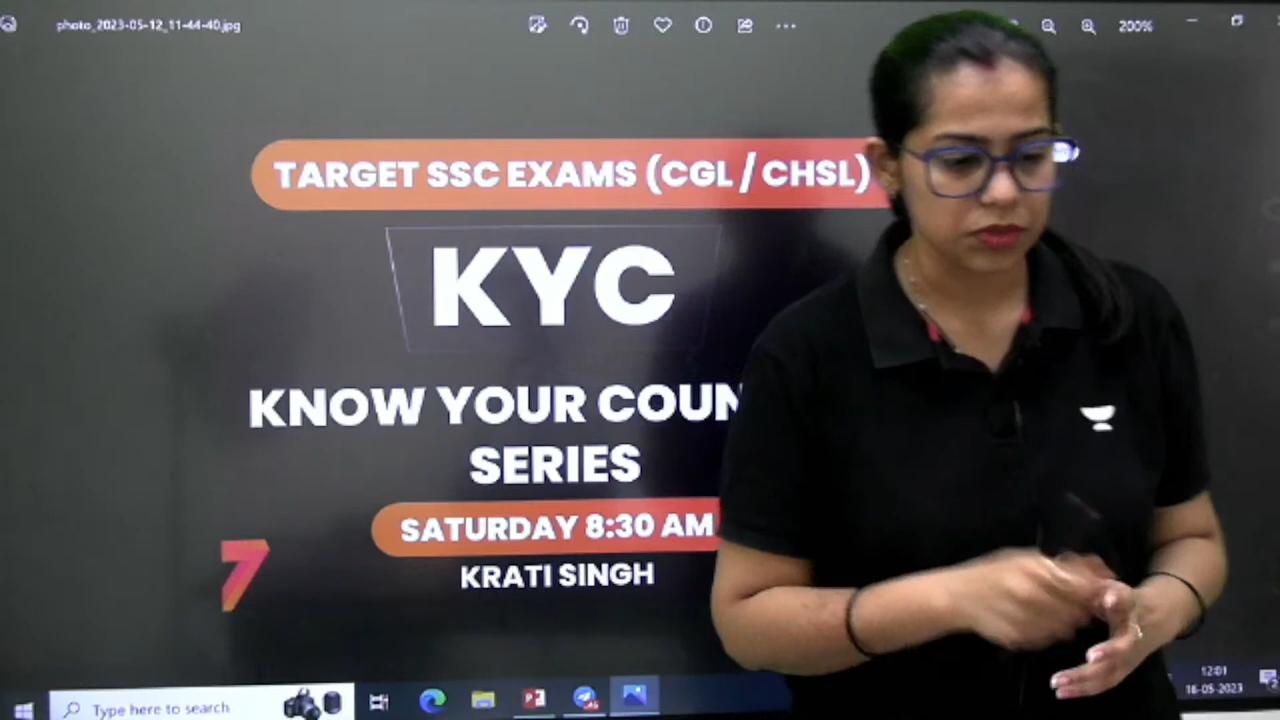 photo_2023-05-12_11-44-40.jpg
200%
TARGET SSC EXAMS (CGL / CHSL)
KYC
KNOW YOUR COUN
SERIES
SATURDAY 8:30 AM
KRATI SINGH
Type here to search
12:01
16-05-2023